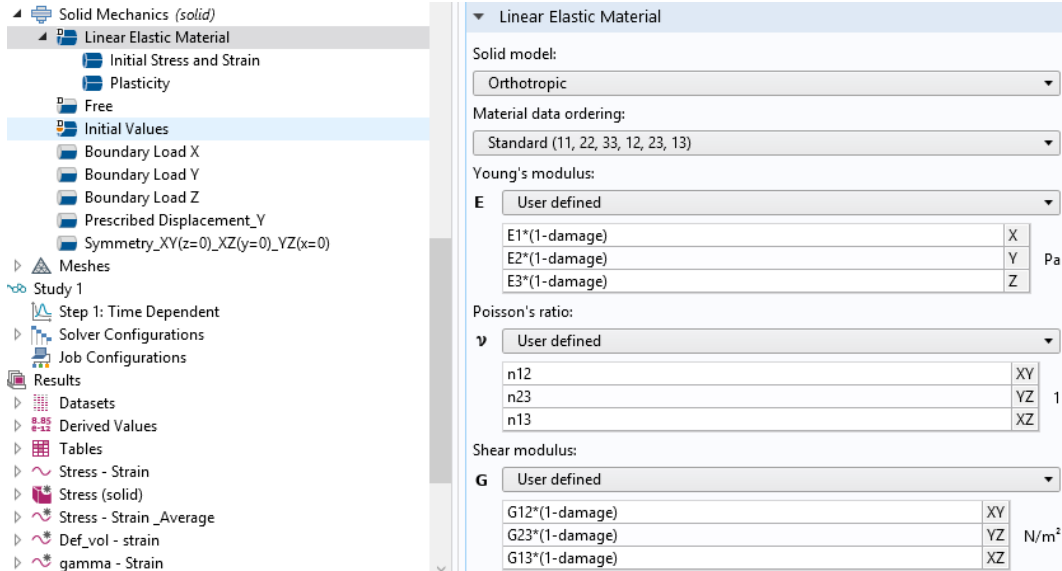 Solid Mechanics (solid)
Linear Elastic Material
Initial Stress and Strain
Plasticity
Free
Initial Values
Boundary Load X
Boundary Load Y
Boundary Load Z
Prescribed Displacement_Y
Symmetry_XY(z=0)_XZ(y=0)_YZ(x=0)
Meshes
Study 1
Step 1: Time Dependent
Solver Configurations
Job Configurations
Results
Datasets
8.85
e-12
Derived Values
Tables
Stress - Strain
Stress (solid)
Stress - Strain _Average
Def_vol - strain
gamma - Strain
Linear Elastic Material
Solid model:
Orthotropic
Material data ordering:
Standard (11, 22, 33, 12, 23, 13)
Young's modulus:
E User defined
E1*(1-damage) X
E2*(1-damage) Y Pa
E3*(1-damage) Z
Poisson's ratio:
ν User defined
n12 XY
n23 YZ 1
n13 XZ
Shear modulus:
G User defined
G12*(1-damage) XY
G23*(1-damage) YZ N/m²
G13*(1-damage) XZ